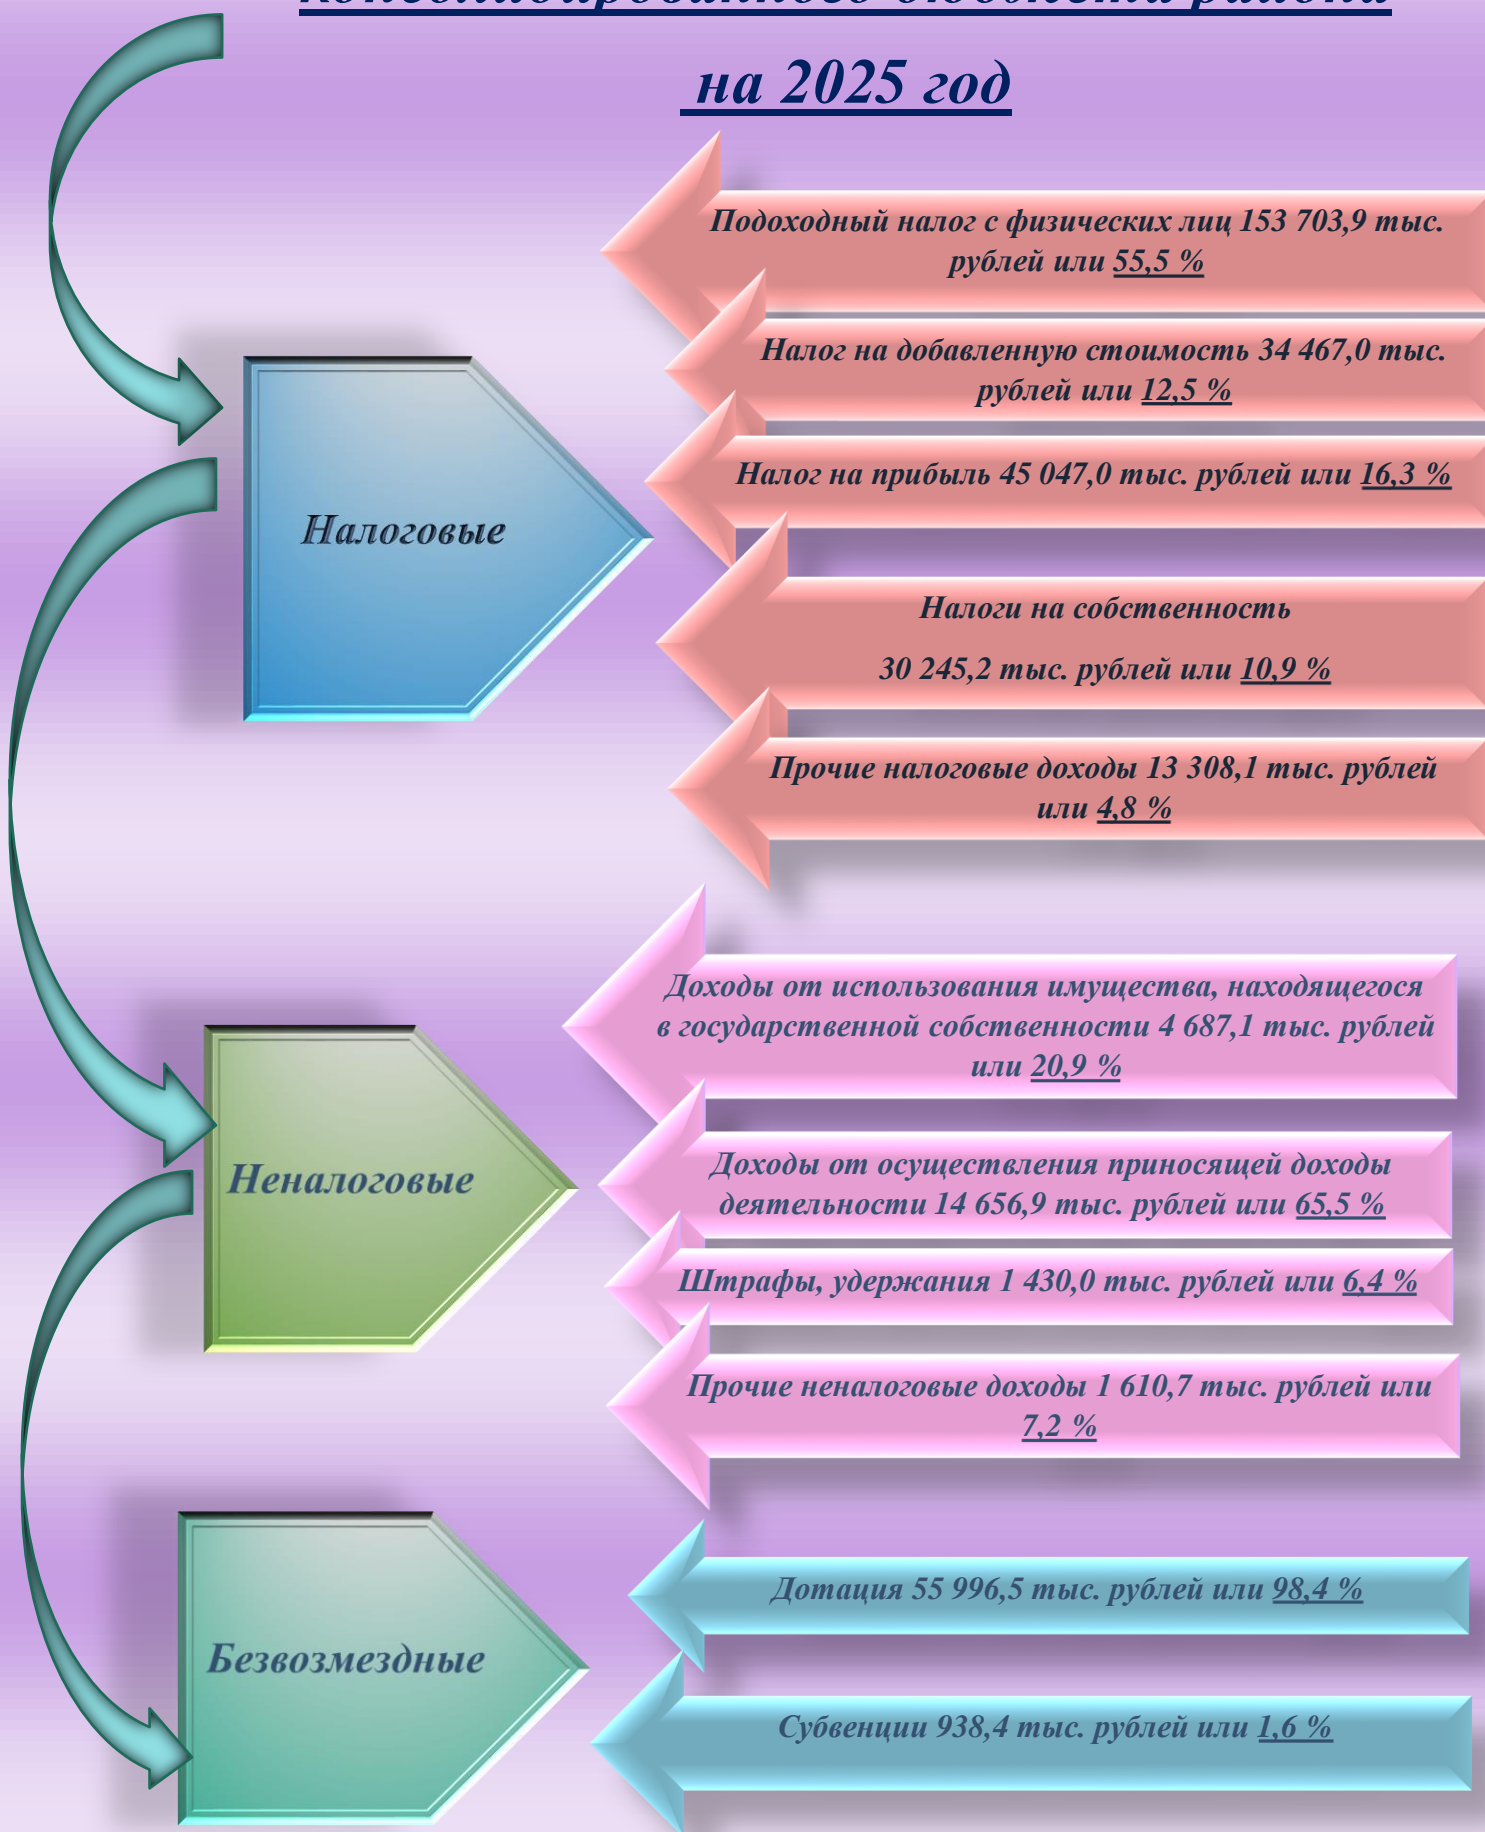 консолидированного бюджета района
на 2025 год
Подоходный налог с физических лиц 153 703,9 тыс.
рублей или 55,5 %
Налог на добавленную стоимость 34 467,0 тыс.
рублей или 12,5 %
Налог на прибыль 45 047,0 тыс. рублей или 16,3 %
Налоговые
Налоги на собственность
30 245,2 тыс. рублей или 10,9 %
Прочие налоговые доходы 13 308,1 тыс. рублей
или 4,8 %
Доходы от использования имущества, находящегося
в государственной собственности 4 687,1 тыс. рублей
или 20,9 %
Неналоговые
Доходы от осуществления приносящей доходы
деятельности 14 656,9 тыс. рублей или 65,5 %
Штрафы, удержания 1 430,0 тыс. рублей или 6,4 %
Прочие неналоговые доходы 1 610,7 тыс. рублей или
7,2 %
Дотация 55 996,5 тыс. рублей или 98,4 %
Безвозмездные
Субвенции 938,4 тыс. рублей или 1,6 %